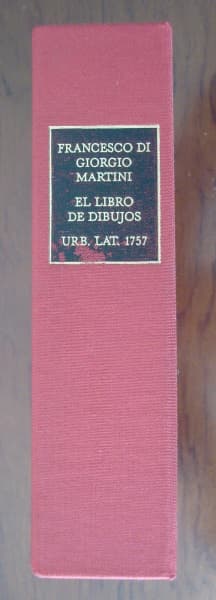 FRANCESCO DI
GIORGIO
MARTINI
EL LIBRO
DE DIBUJOS
URB. LAT. 1757